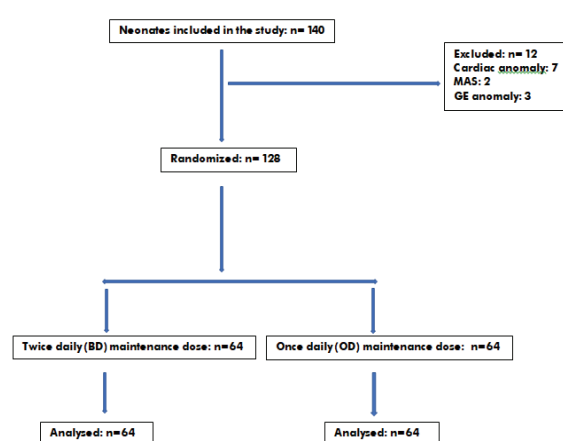 Neonates included in the study: n= 140
Excluded: n= 12
Cardiac anomaly: 7
MAS: 2
GE anomaly: 3
Randomized: n= 128
Twice daily (BD) maintenance dose: n=64
Once daily (OD) maintenance dose: n=64
Analysed: n=64
Analysed: n=64